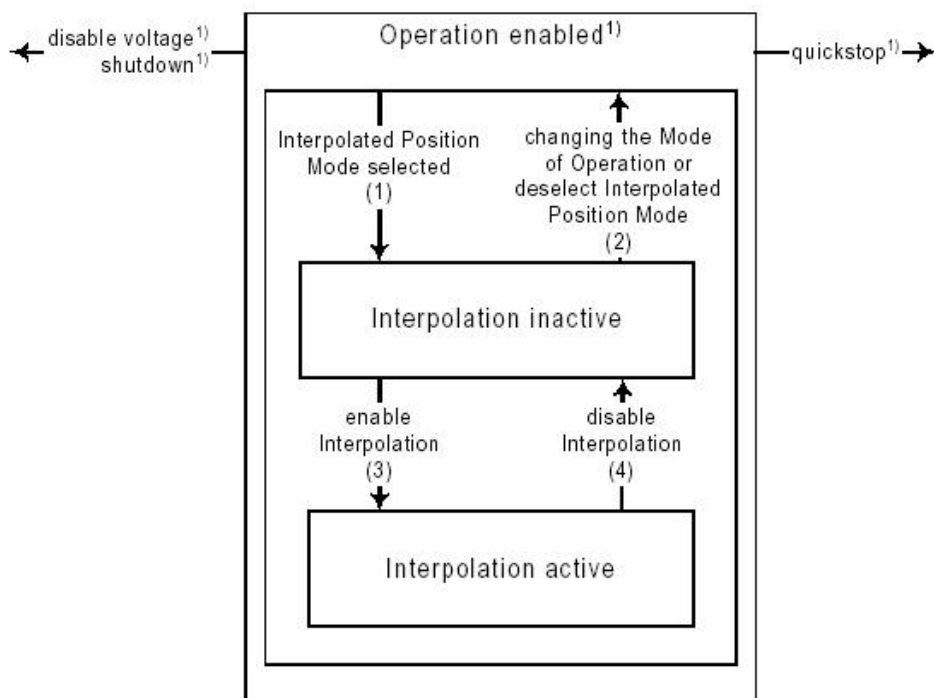 disable voltage1)
shutdown1)
Operation enabled1)
quickstop1)
Interpolated Position
Mode selected
(1)
changing the Mode
of Operation or
deselect Interpolated
Position Mode
(2)
Interpolation inactive
enable
Interpolation
(3)
disable
Interpolation
(4)
Interpolation active